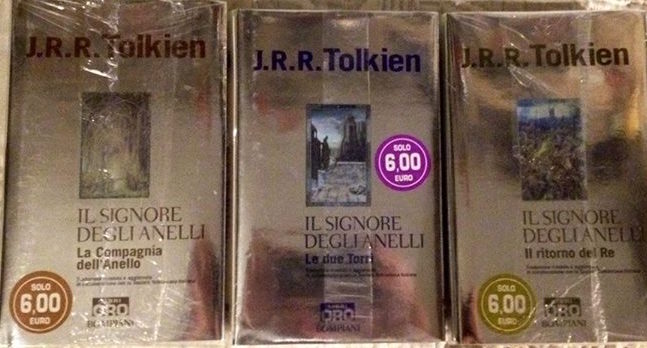 J.R.R.Tolkien
IL SIGNORE
DEGLI ANELLI
La Compagnia
dell'Anello
SOLO
6,00
EURO
ORO
BOMPIANI
J.R.R.Tolkien
SOLO
6,00
EURO
IL SIGNORE
DEGLI ANELLI
Le due Torri
ORO
BOMPIANI
J.R.R.Tolkien
IL SIGNORE
DEGLI ANELLI
Il ritorno del Re
SOLO
6,00
EURO
ORO
BOMPIANI